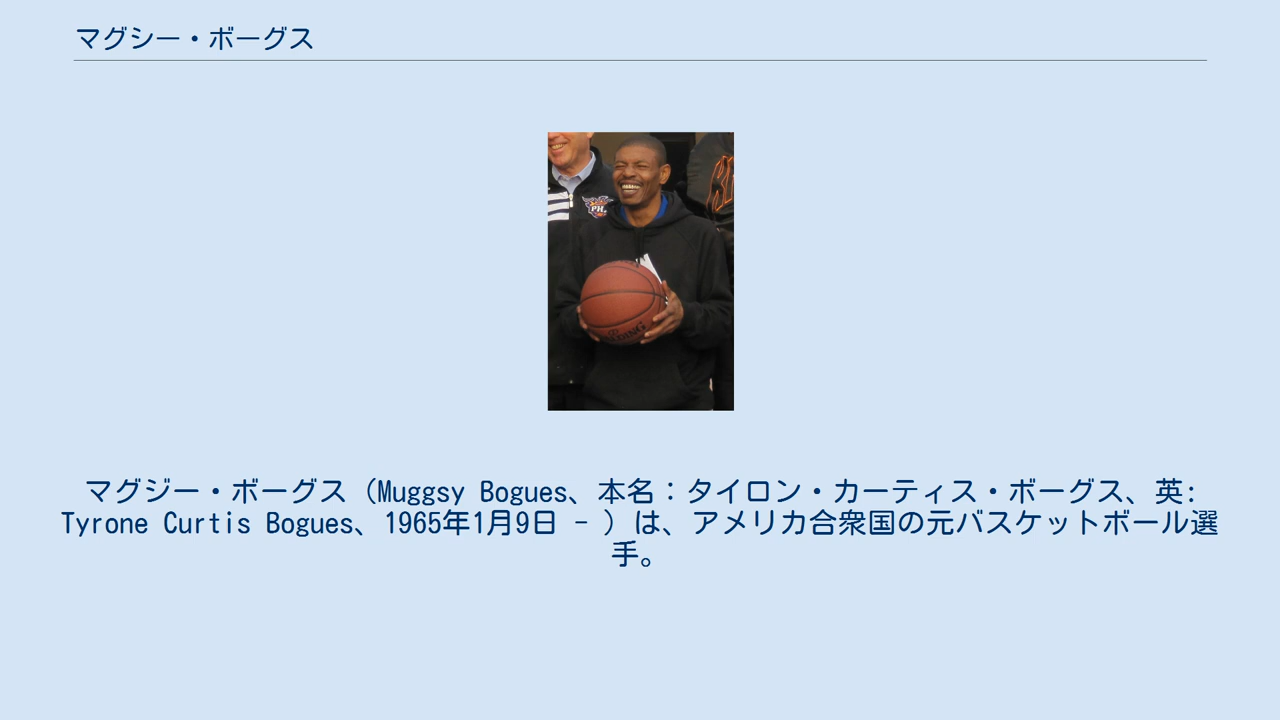 マグシー・ボーグス
PH
マグジー・ボーグス（Muggsy Bogues、本名：タイロン・カーティス・ボーグス、英:
Tyrone Curtis Bogues、1965年1月9日 - ）は、アメリカ合衆国の元バスケットボール選
手。